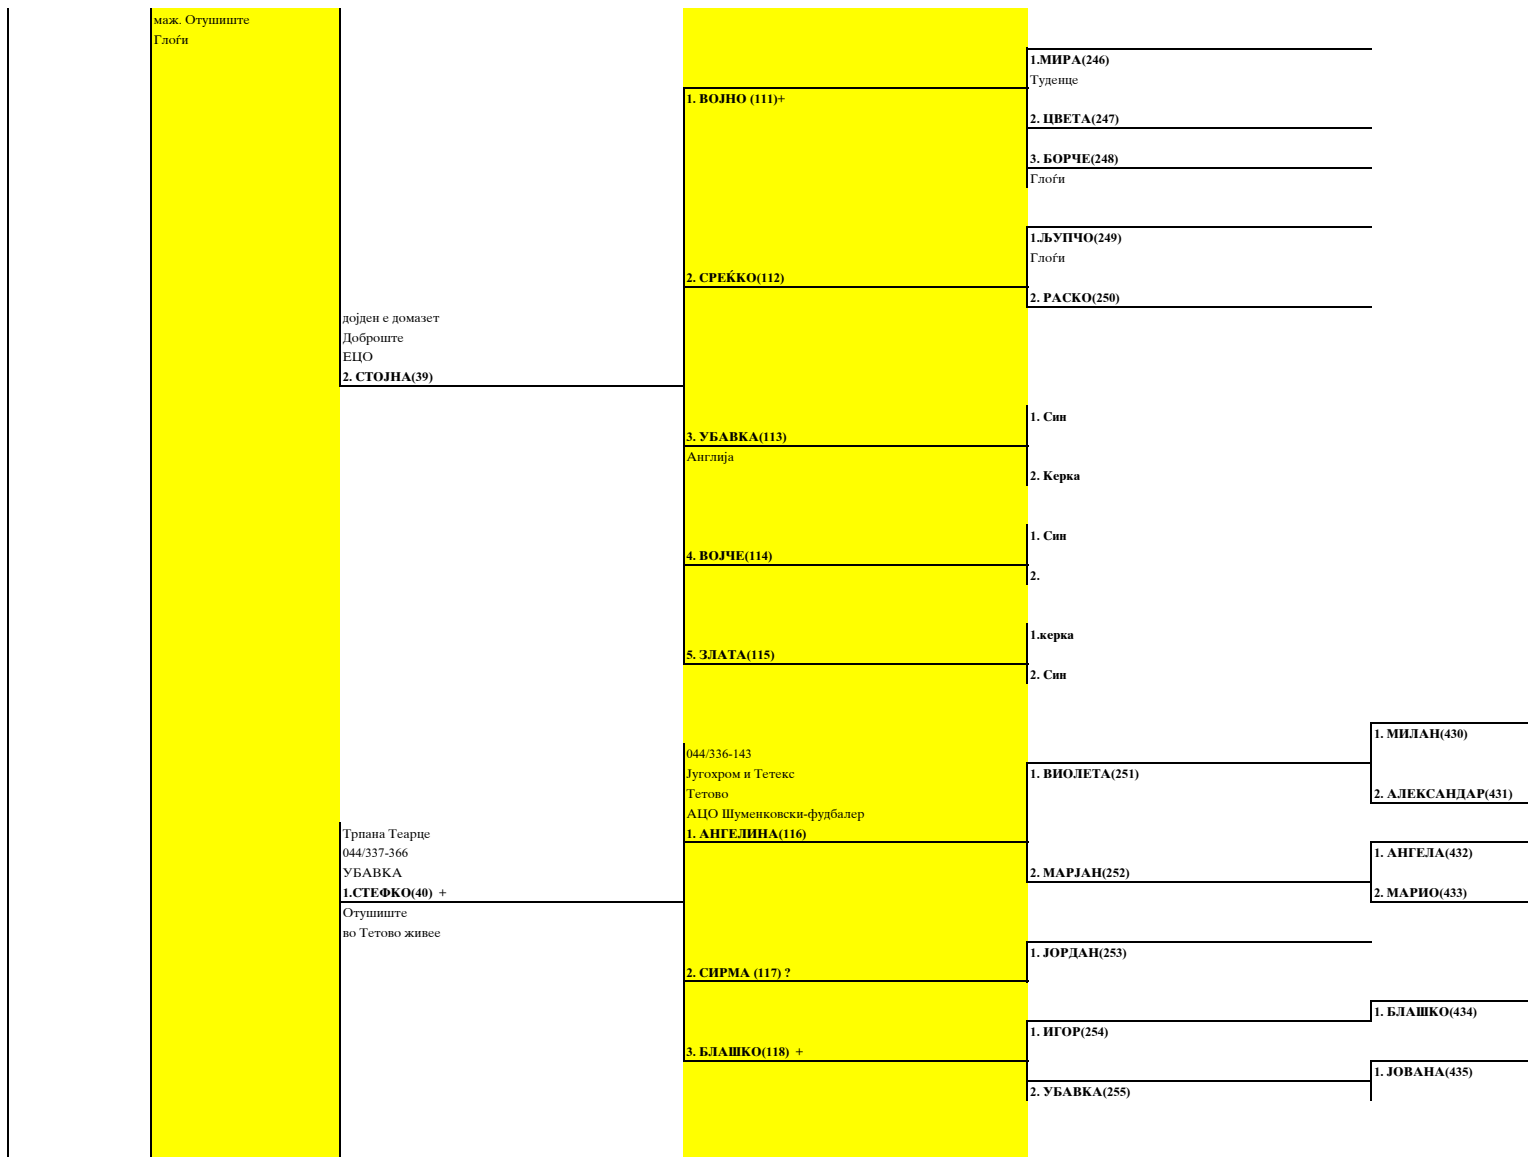 маж. Отушиште
Глоѓи
1.МИРА(246)
Туденце
1. ВОЈНО (111)+
2. ЦВЕТА(247)
3. БОРЧЕ(248)
Глоѓи
1.ЉУПЧО(249)
Глоѓи
2. СРЕЌКО(112)
2. РАСКО(250)
дојден е домазет
Доброште
ЕЦО
2. СТОЈНА(39)
1. Син
3. УБАВКА(113)
Англија
2. Керка
1. Син
4. ВОЈЧЕ(114)
2.
1.керка
5. ЗЛАТА(115)
2. Син
1. МИЛАН(430)
044/336-143
Југохром и Тетекс
1. ВИОЛЕТА(251)
Тетово
2. АЛЕКСАНДАР(431)
АЦО Шуменковски-фудбалер
1. АНГЕЛИНА(116)
Трпана Теарце
044/337-366
1. АНГЕЛА(432)
УБАВКА
2. МАРЈАН(252)
1.СТЕФКО(40) +
2. МАРИО(433)
Отушиште
во Тетово живее
1. ЈОРДАН(253)
2. СИРМА (117) ?
1. БЛАШКО(434)
1. ИГОР(254)
3. БЛАШКО(118) +
1. ЈОВАНА(435)
2. УБАВКА(255)